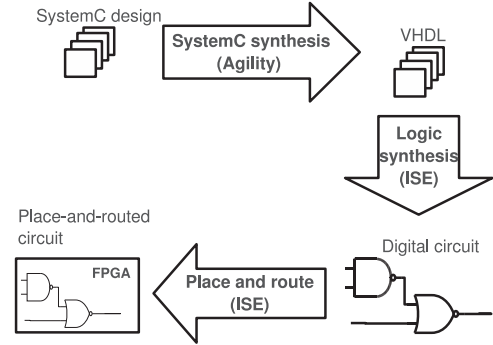 SystemC design
SystemC synthesis
(Agility)
VHDL
Logic
synthesis
(ISE)
Digital circuit
Place and route
(ISE)
Place-and-routed
circuit
FPGA